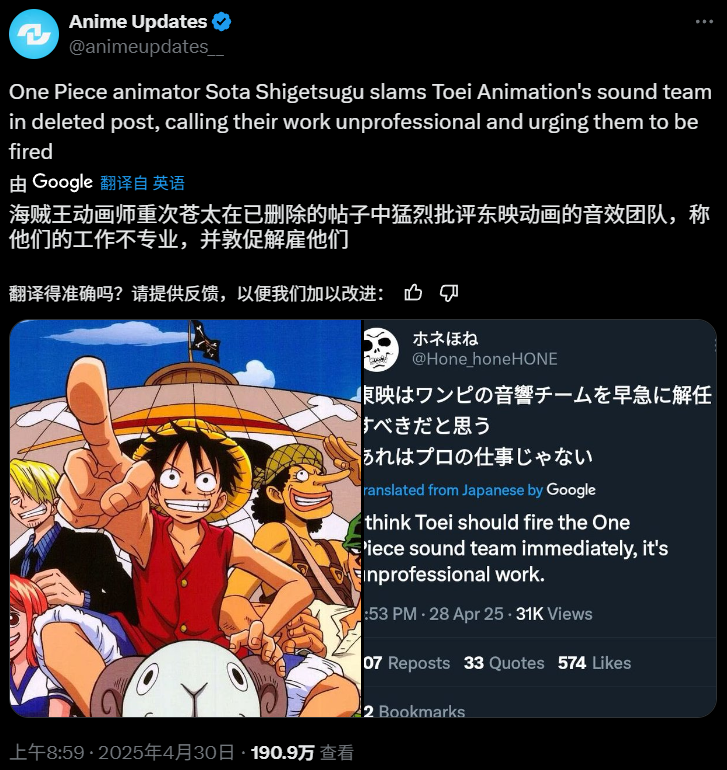 Anime Updates
@animeupdates__
One Piece animator Sota Shigetsugu slams Toei Animation's sound team
in deleted post, calling their work unprofessional and urging them to be
fired
由 Google 翻译自 英语
海贼王动画师重次苍太在已删除的帖子中猛烈批评东映动画的音效团队，称
他们的工作不专业，并敦促解雇他们
翻译得准确吗？请提供反馈，以便我们加以改进：
ホネほね
@Hone_honeHONE
東映はワンピの音響チームを早急に解任
すべきだと思う
あれはプロの仕事じゃない
ranslated from Japanese by Google
think Toei should fire the One
Piece sound team immediately, it's
unprofessional work.
:53 PM · 28 Apr 25 · 31K Views
07 Reposts 33 Quotes 574 Likes
2 Bookmarks
上午8:59 · 2025年4月30日 · 190.9万 查看